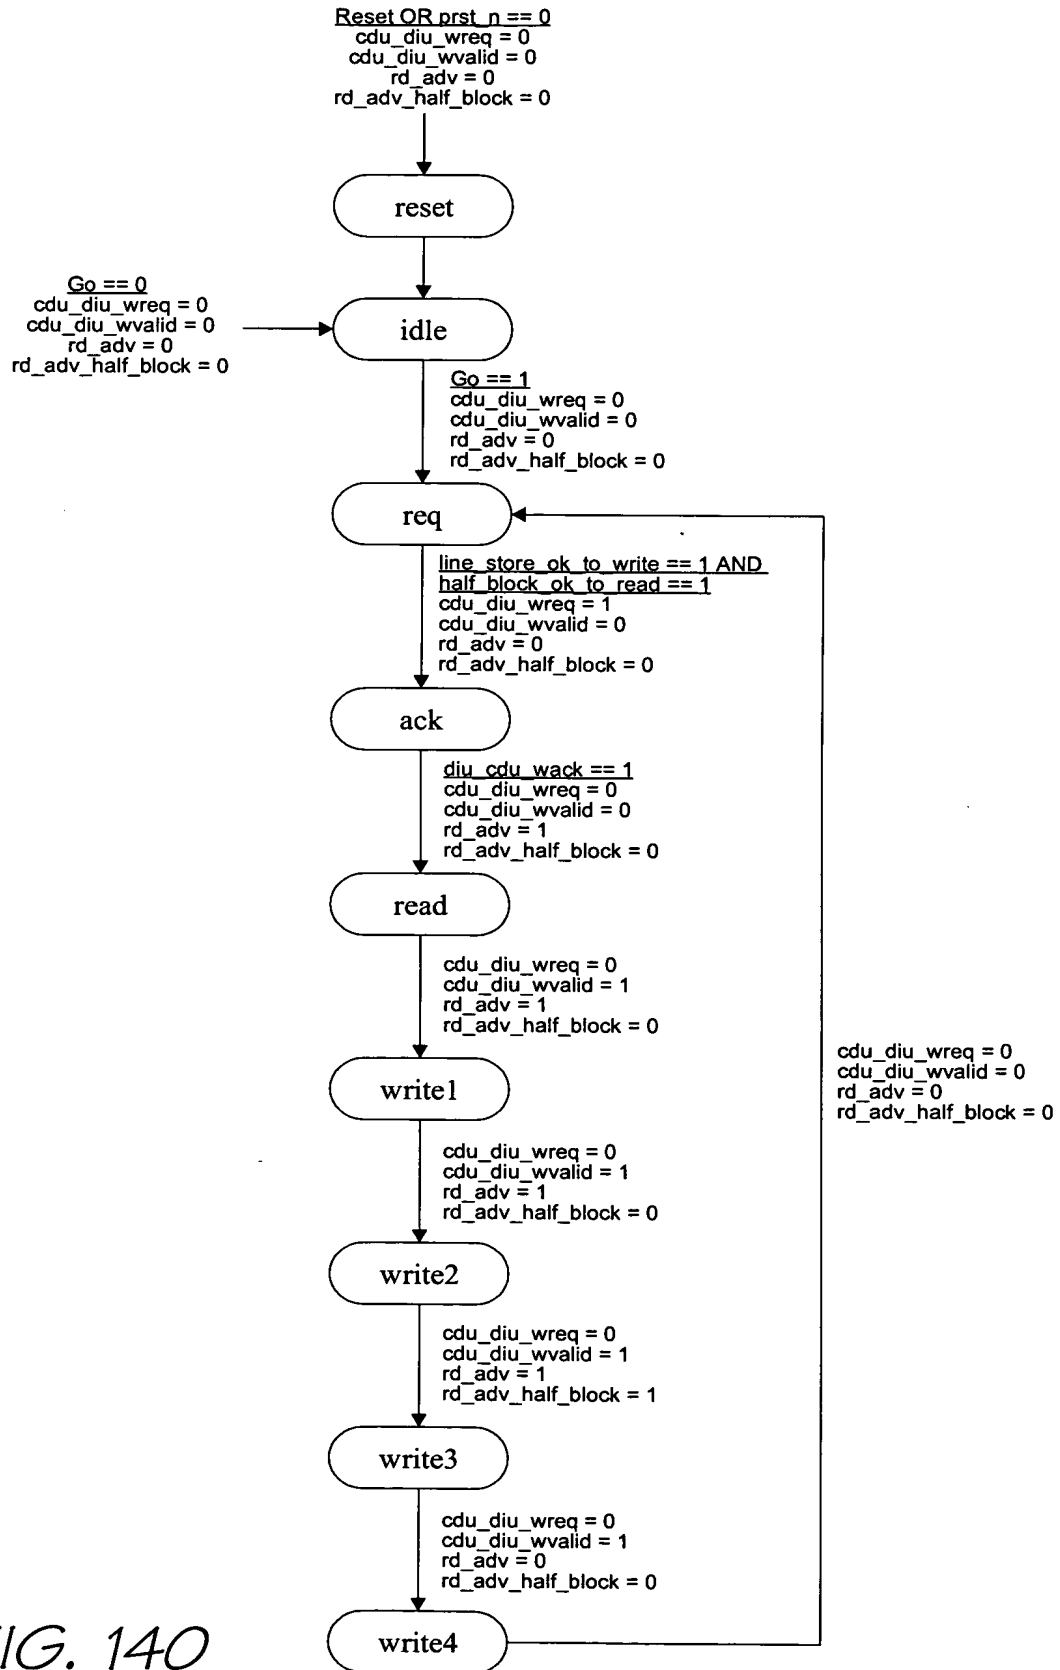 Reset OR prst_n == 0
cdu_diu_wreq = 0
cdu_diu_wvalid = 0
rd_adv = 0
rd_adv_half_block = 0
reset
Go == 0
cdu_diu_wreq = 0
cdu_diu_wvalid = 0
rd_adv = 0
rd_adv_half_block = 0
idle
Go == 1
cdu_diu_wreq = 0
cdu_diu_wvalid = 0
rd_adv = 0
rd_adv_half_block = 0
req
line_store_ok_to_write == 1 AND
half_block_ok_to_read == 1
cdu_diu_wreq = 1
cdu_diu_wvalid = 0
rd_adv = 0
rd_adv_half_block = 0
ack
diu_cdu_wack == 1
cdu_diu_wreq = 0
cdu_diu_wvalid = 0
rd_adv = 1
rd_adv_half_block = 0
read
cdu_diu_wreq = 0
cdu_diu_wvalid = 1
rd_adv = 1
rd_adv_half_block = 0
cdu_diu_wreq = 0
cdu_diu_wvalid = 0
rd_adv = 0
rd_adv_half_block = 0
write1
cdu_diu_wreq = 0
cdu_diu_wvalid = 1
rd_adv = 1
rd_adv_half_block = 0
write2
cdu_diu_wreq = 0
cdu_diu_wvalid = 1
rd_adv = 1
rd_adv_half_block = 1
write3
cdu_diu_wreq = 0
cdu_diu_wvalid = 1
rd_adv = 0
rd_adv_half_block = 0
write4
IG. 140